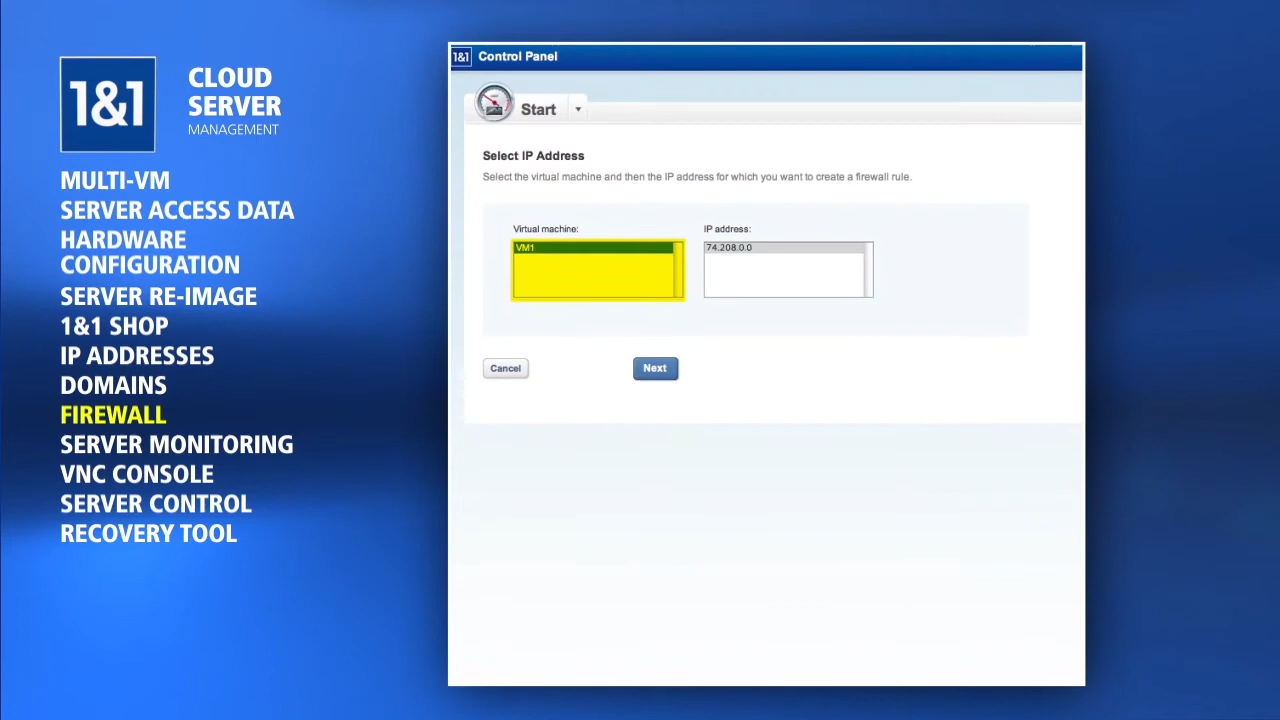 1&1
CLOUD
SERVER
MANAGEMENT
MULTI-VM
SERVER ACCESS DATA
HARDWARE
CONFIGURATION
SERVER RE-IMAGE
1&1 SHOP
IP ADDRESSES
DOMAINS
FIREWALL
SERVER MONITORING
VNC CONSOLE
SERVER CONTROL
RECOVERY TOOL
1&1 Control Panel
Start
Select IP Address
Select the virtual machine and then the IP address for which you want to create a firewall rule.
Virtual machine: IP address:
VM1 74.208.0.0
Cancel Next